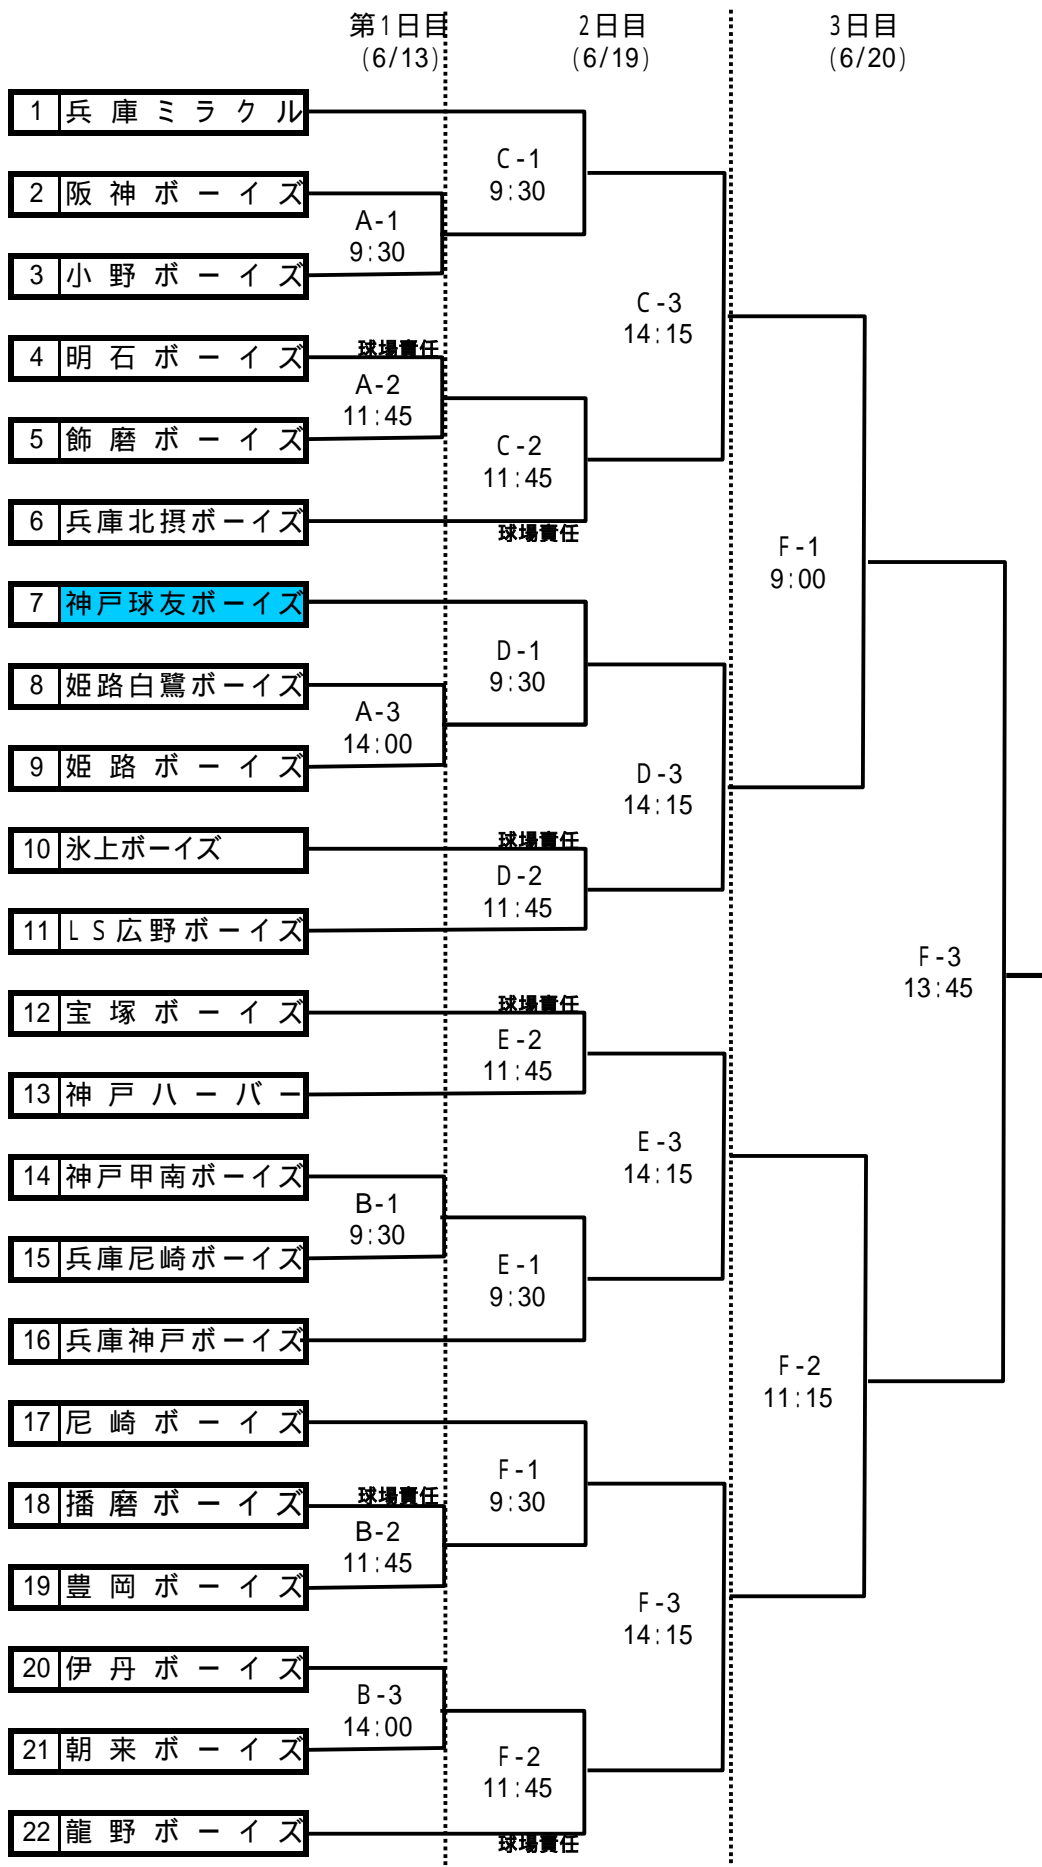 第1日目 2日目 3日目
(6/13) (6/19) (6/20)
1 兵庫ミラクル
C-1
9:30
2 阪神ボーイズ
A-1
9:30
3 小野ボーイズ
C-3
14:15
4 明石ボーイズ 球場責任
A-2
11:45
5 飾磨ボーイズ
C-2
11:45
6 兵庫北摂ボーイズ
球場責任
F-1
9:00
7 神戸球友ボーイズ
D-1
9:30
8 姫路白鷺ボーイズ
A-3
14:00
9 姫路ボーイズ
D-3
14:15
10 氷上ボーイズ 球場責任
D-2
11:45
11 LS広野ボーイズ
F-3
13:45
12 宝塚ボーイズ 球場責任
E-2
11:45
13 神戸ハーバー
E-3
14:15
14 神戸甲南ボーイズ
B-1
9:30
15 兵庫尼崎ボーイズ
E-1
9:30
16 兵庫神戸ボーイズ
F-2
11:15
17 尼崎ボーイズ
F-1
9:30
18 播磨ボーイズ 球場責任
B-2
11:45
19 豊岡ボーイズ
F-3
14:15
20 伊丹ボーイズ
B-3
14:00
21 朝来ボーイズ
F-2
11:45
22 龍野ボーイズ
球場責任